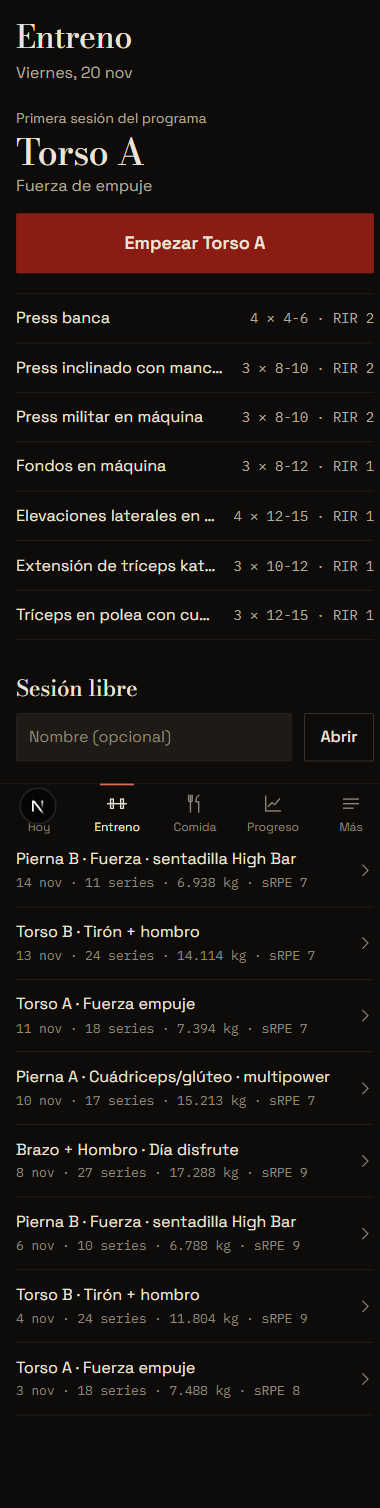 Entreno
Viernes, 20 nov
Primera sesión del programa
Torso A
Fuerza de empuje
Empezar Torso A
Press banca 4 × 4-6 · RIR 2
Press inclinado con manc... 3 × 8-10 · RIR 2
Press militar en máquina 3 × 8-10 · RIR 2
Fondos en máquina 3 × 8-12 · RIR 1
Elevaciones laterales en ... 4 × 12-15 · RIR 1
Extensión de tríceps kat... 3 × 10-12 · RIR 1
Tríceps en polea con cu... 3 × 12-15 · RIR 1
Sesión libre
Nombre (opcional) Abrir
N
Hoy Entreno Comida Progreso Más
Pierna B · Fuerza · sentadilla High Bar
14 nov · 11 series · 6.938 kg · sRPE 7
Torso B · Tirón + hombro
13 nov · 24 series · 14.114 kg · sRPE 7
Torso A · Fuerza empuje
11 nov · 18 series · 7.394 kg · sRPE 7
Pierna A · Cuádriceps/glúteo · multipower
10 nov · 17 series · 15.213 kg · sRPE 7
Brazo + Hombro · Día disfrute
8 nov · 27 series · 17.288 kg · sRPE 9
Pierna B · Fuerza · sentadilla High Bar
6 nov · 10 series · 6.788 kg · sRPE 9
Torso B · Tirón + hombro
4 nov · 24 series · 11.804 kg · sRPE 9
Torso A · Fuerza empuje
3 nov · 18 series · 7.488 kg · sRPE 8